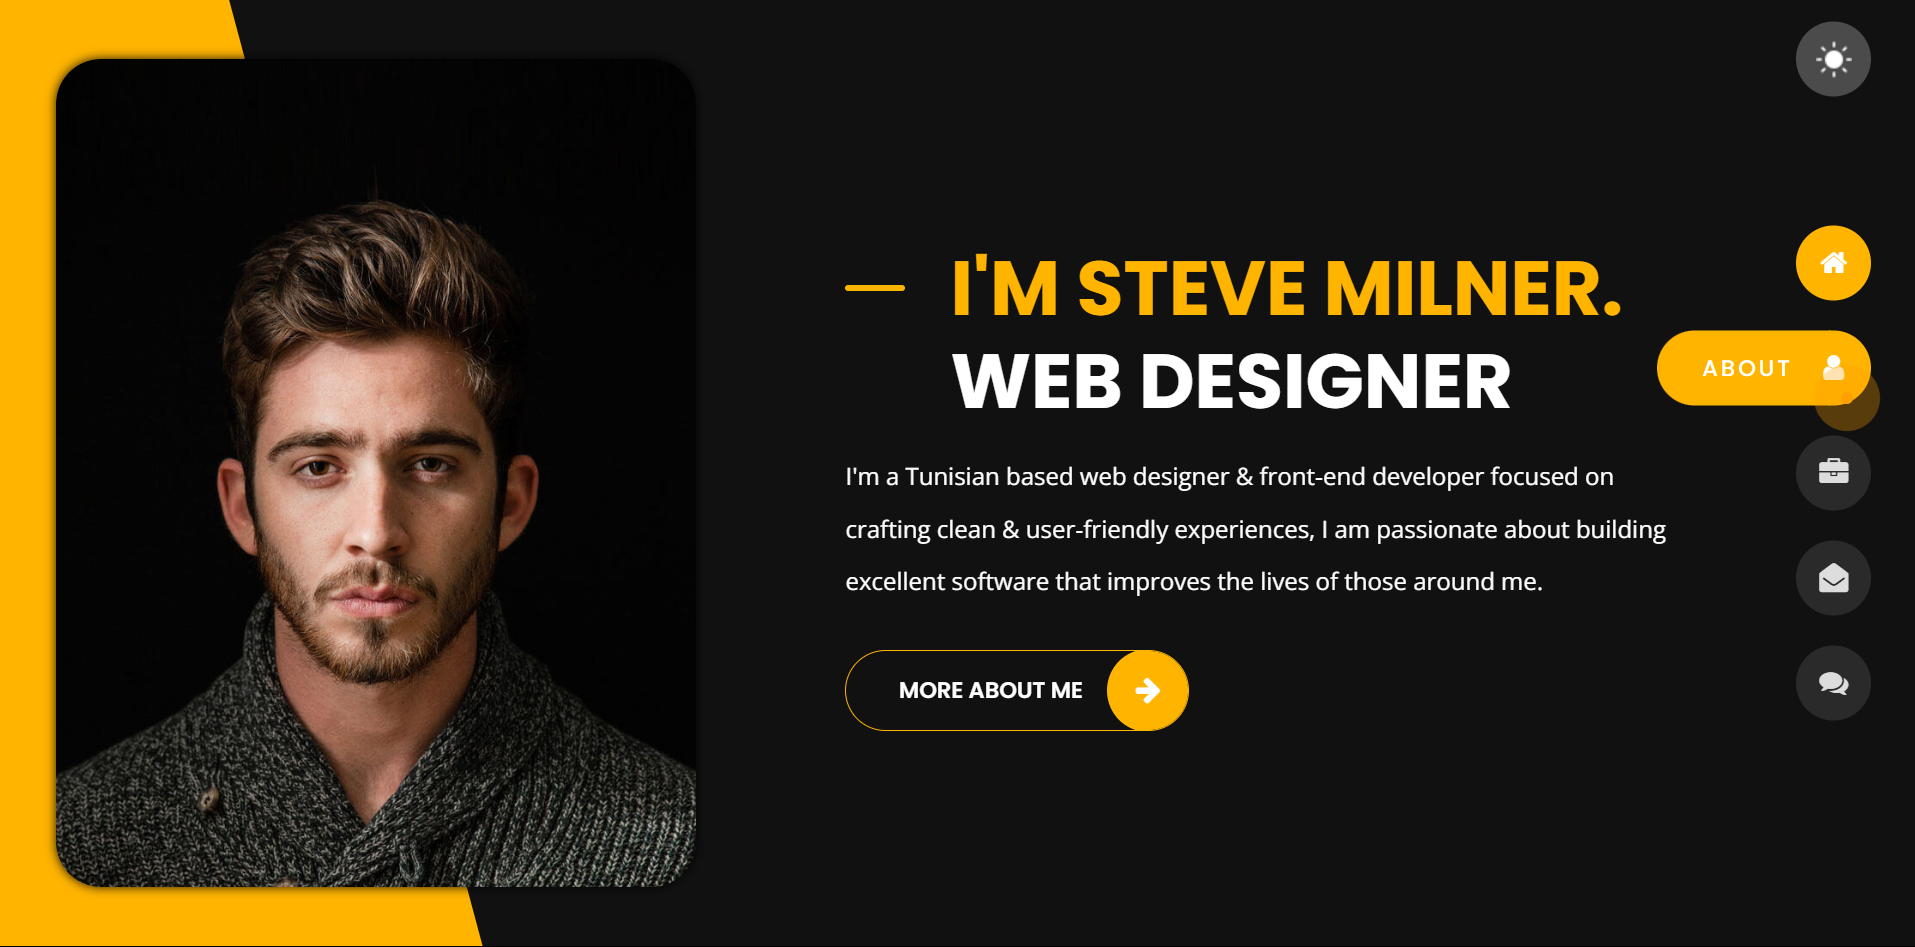 I'M STEVE MILNER.
WEB DESIGNER
ABOUT
I'm a Tunisian based web designer & front-end developer focused on
crafting clean & user-friendly experiences, I am passionate about building
excellent software that improves the lives of those around me.
MORE ABOUT ME